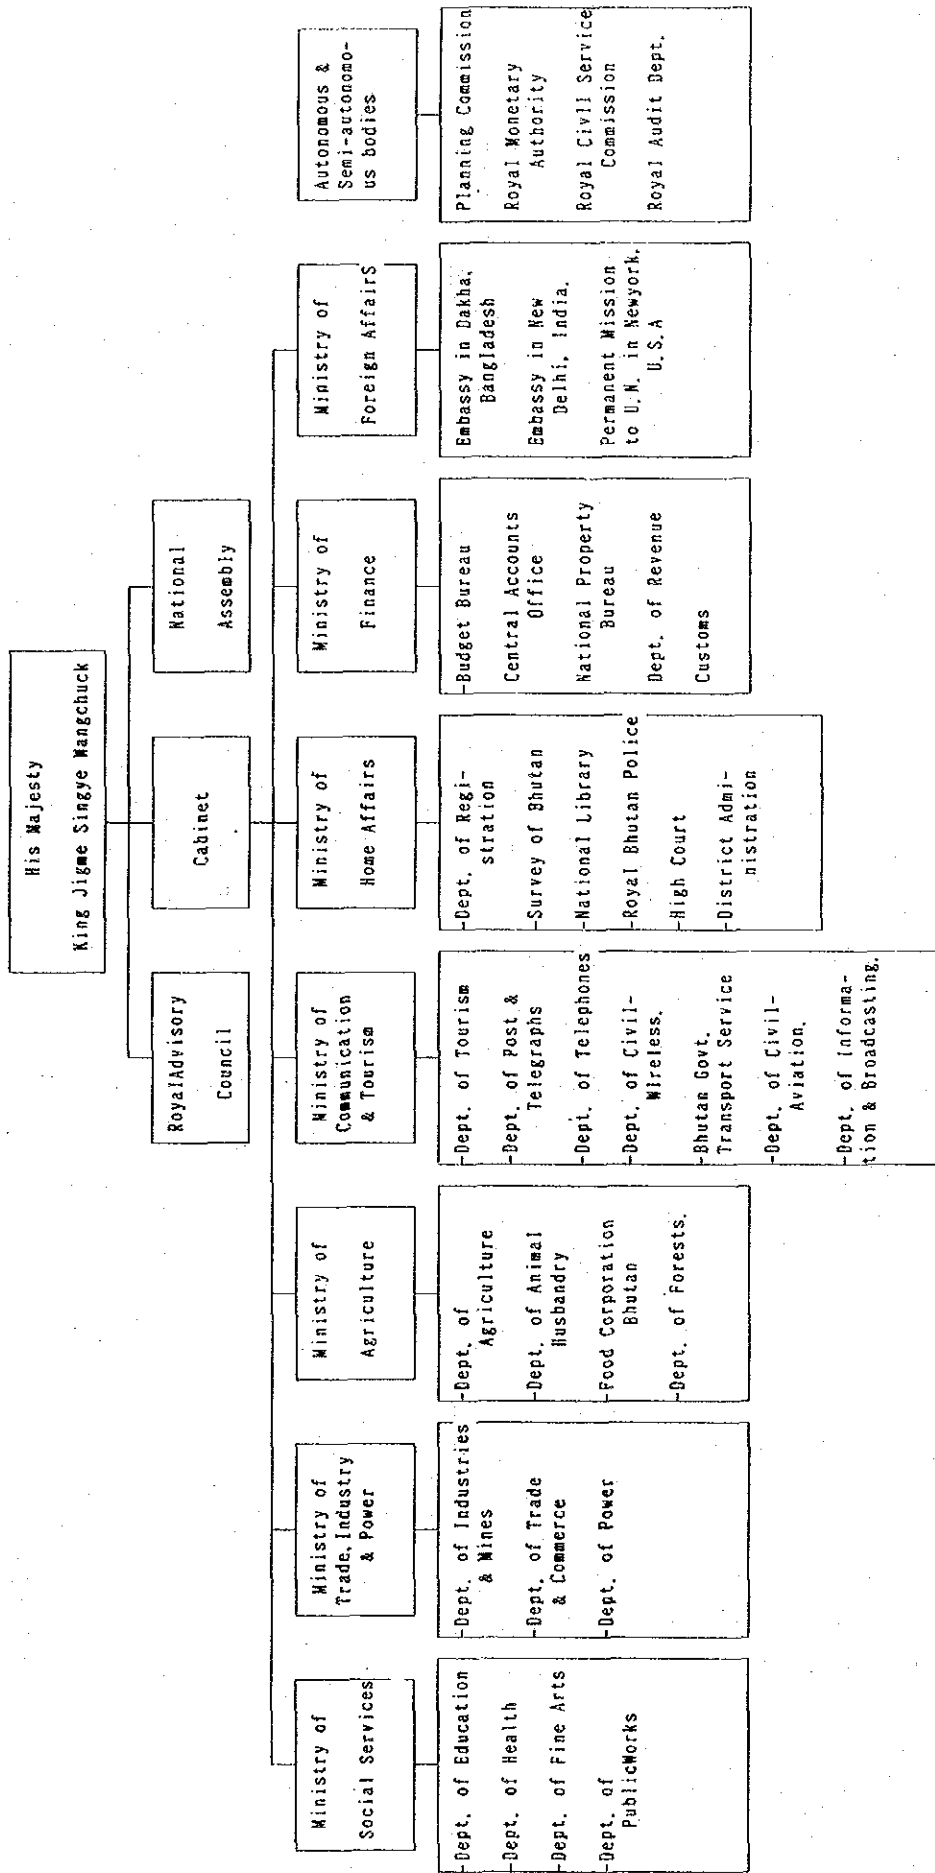 His Majesty
King Jigme Singye Wangchuck
RoyalAdvisory
Council
Cabinet
National
Assembly
Ministry of
Social Services
Ministry of
Trade, Industry
& Power
Ministry of
Agriculture
Ministry of
Communication
& Tourism
Ministry of
Home Affairs
Ministry of
Finance
Ministry of
Foreign Affairs
Autonomous &
Semi-autonomo-
us bodies
-Dept. of Education
-Dept. of Health
-Dept. of Fine Arts
-Dept. of
PublicWorks
-Dept. of Industries
& Mines
-Dept. of Trade
& Commerce
-Dept. of Power
-Dept. of
Agriculture
-Dept. of Animal
Husbandry
-Food Corporation
Bhutan
-Dept. of Forests.
-Dept. of Tourism
-Dept. of Post, &
Telegraphs
-Dept. of Telephones
-Dept. of Civil-
Wireless.
-Bhutan Govt.
Transport Service
-Dept. of Civil-
Aviation.
-Dept. of Informa-
tion & Broadcasting.
-Dept. of Regi-
stration
-Survey of Bhutan
-National Library
-Royal Bhutan Police
-High Court
-District Admi-
nistration
-Budget Bureau
Central Accounts
Office
National Property
Bureau
Dept. of Revenue
Customs
Embassy in Dakha,
Bangladesh
Embassy in New
Delhi, India.
Permanent Mission
to U.N. in Newyork.
U.S.A
Planning Commission
Royal Monetary
Authority
Royal Civil Service
Commission
Royal Audit Dept.